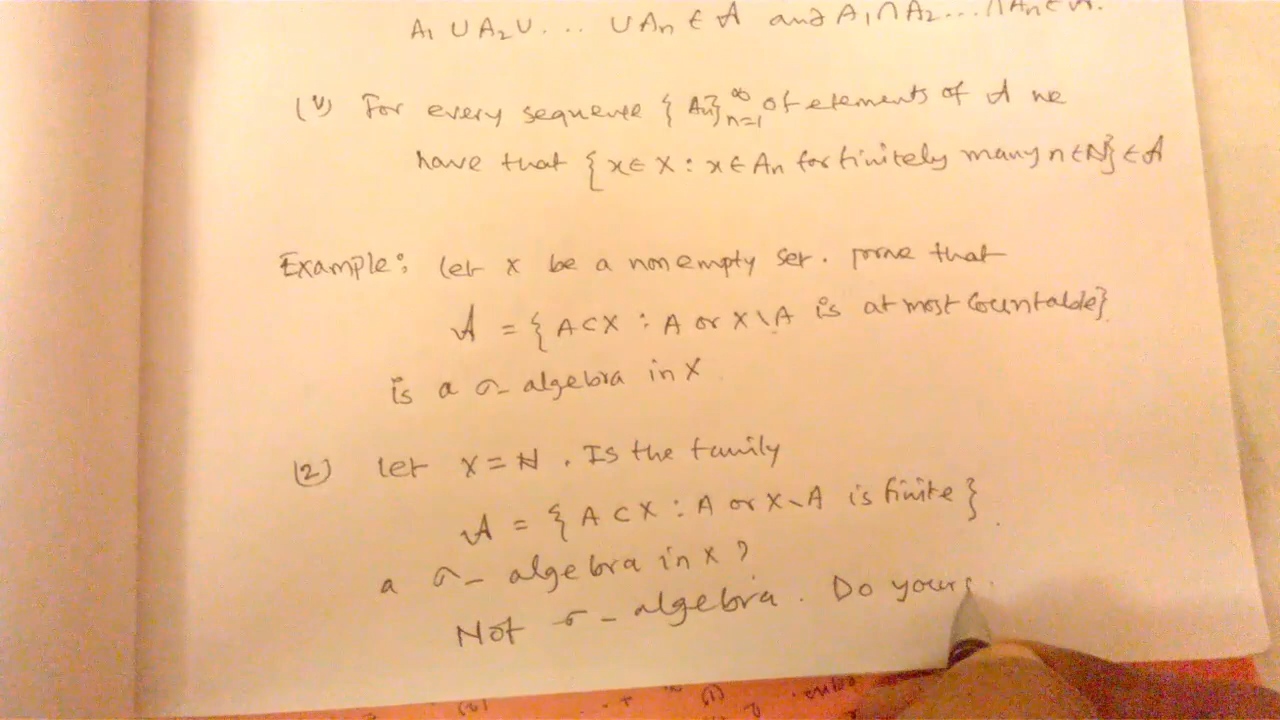 A₁ ∪ A₂ ∪ ... ∪ Aₙ ∈ A and A₁ ∩ A₂ ... ∩ Aₙ ∈ A.
(v) For every sequence {Aₙ}ₙ₌₁^∞ of elements of A we
have that {x ∈ X : x ∈ Aₙ for finitely many n ∈ ℕ} ∈ A
Example: let X be a non empty set. prove that
A = {A ⊂ X : A or X \ A is at most countable}
is a σ- algebra in X
(2) let X = ℕ. Is the family
A = {A ⊂ X : A or X \ A is finite}.
a σ- algebra in X?
Not σ- algebra. Do yours